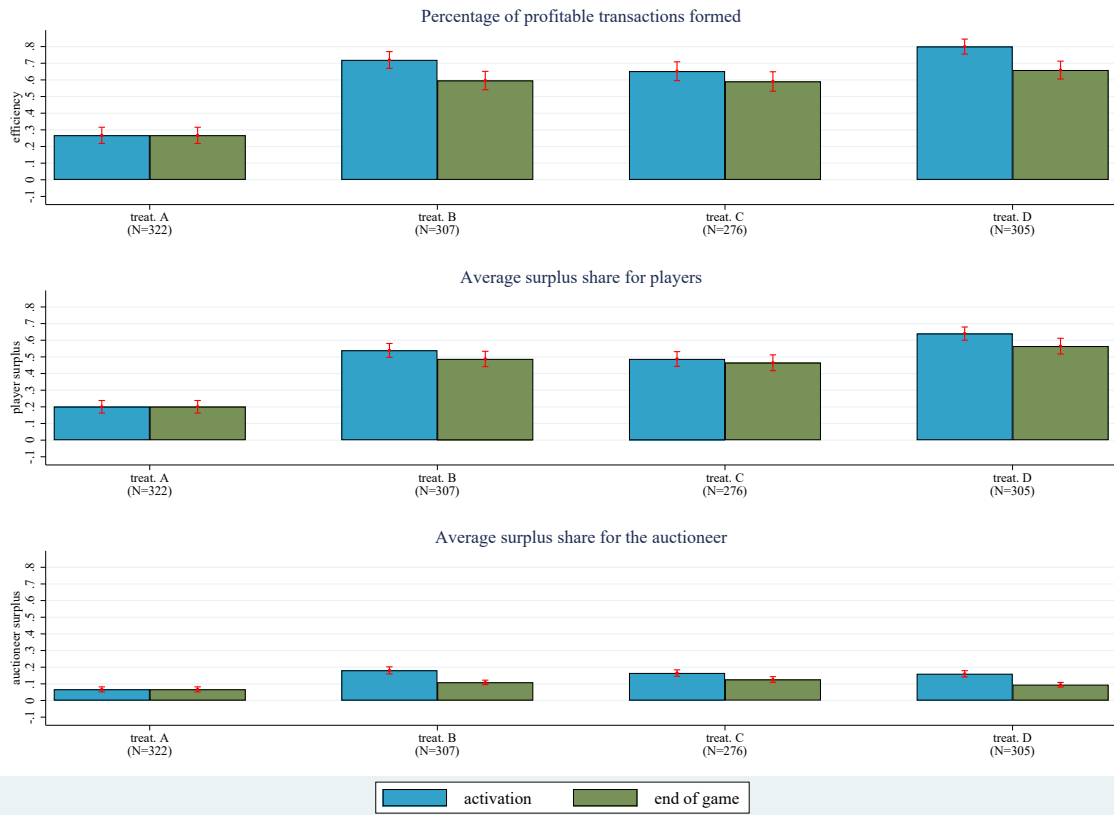 Percentage of profitable transactions formed
efficiency
-.1 0 .1 .2 .3 .4 .5 .6 .7 .8
treat. A
(N=322)
treat. B
(N=307)
treat. C
(N=276)
treat. D
(N=305)
Average surplus share for players
player surplus
-.1 0 .1 .2 .3 .4 .5 .6 .7 .8
treat. A
(N=322)
treat. B
(N=307)
treat. C
(N=276)
treat. D
(N=305)
Average surplus share for the auctioneer
auctioneer surplus
-.1 0 .1 .2 .3 .4 .5 .6 .7 .8
treat. A
(N=322)
treat. B
(N=307)
treat. C
(N=276)
treat. D
(N=305)
activation
end of game